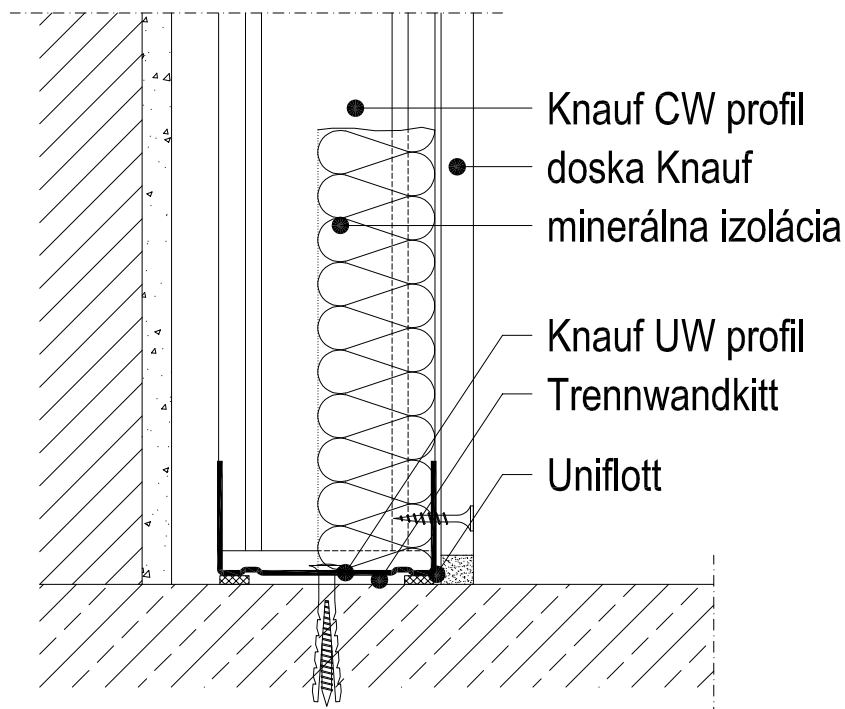 Knauf CW profil
doska Knauf
minerálna izolácia
Knauf UW profil
Trennwandkitt
Uniflott